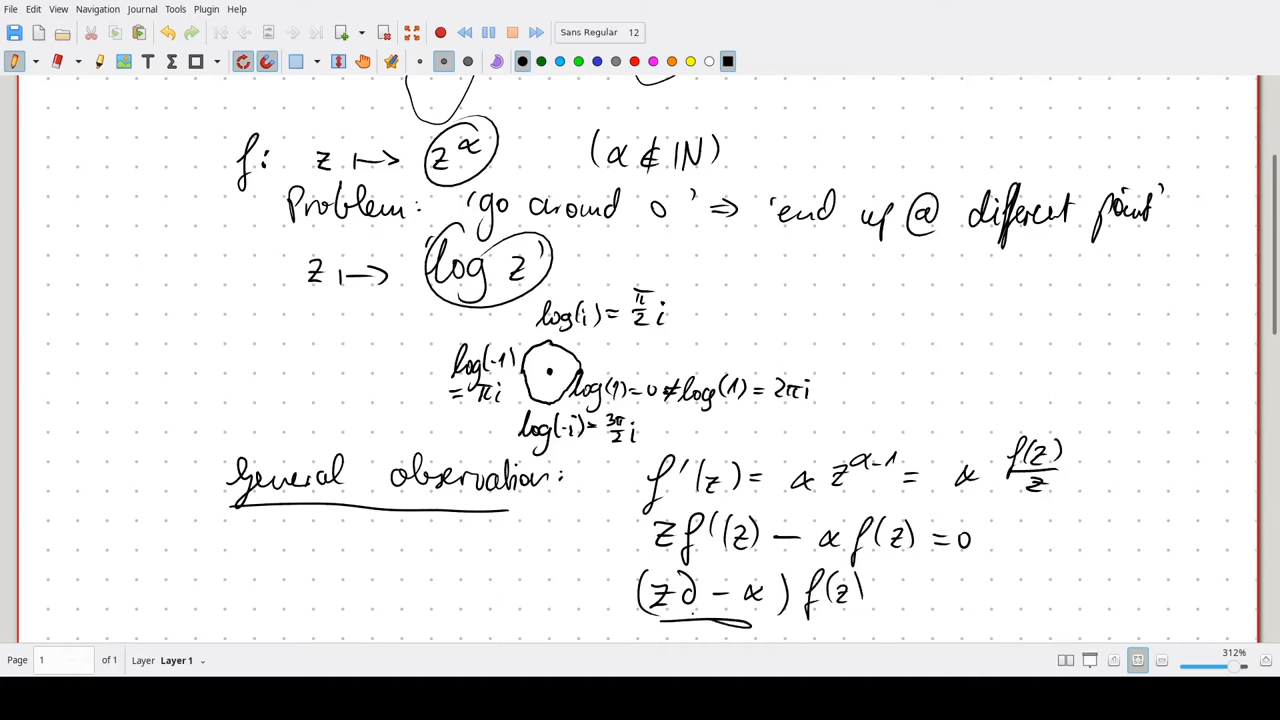 File Edit View Navigation Journal Tools Plugin Help
Sans Regular 12
f: z ↦ z^α (α ∉ ℕ)
Problem: 'go around 0' ⇒ 'end up @ different point'
z ↦ 'log z'
log(i) = π/2 i
log(-1) = πi
log(1) = 0 ≠ log(1) = 2πi
log(-i) = 3π/2 i
General observation: f'(z) = α z^(α-1) = α f(z)/z
z f'(z) - α f(z) = 0
(z∂ - α) f(z)
Page 1 of 1 Layer Layer 1 312%